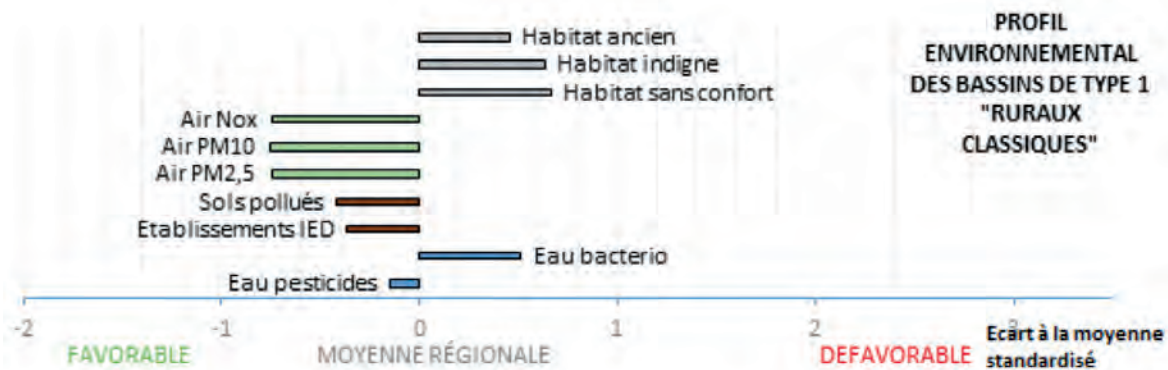 PROFIL
ENVIRONNEMENTAL
DES BASSINS DE TYPE 1
"RURAUX
CLASSIQUES"
Habitat ancien
Habitat indigne
Habitat sans confort
Air Nox
Air PM10
Air PM2,5
Sols pollués
Etablissements IED
Eau bacterio
Eau pesticides
-2 -1 0 1 2 3
FAVORABLE MOYENNE RÉGIONALE DEFAVORABLE
Ecart à la moyenne
standardisé